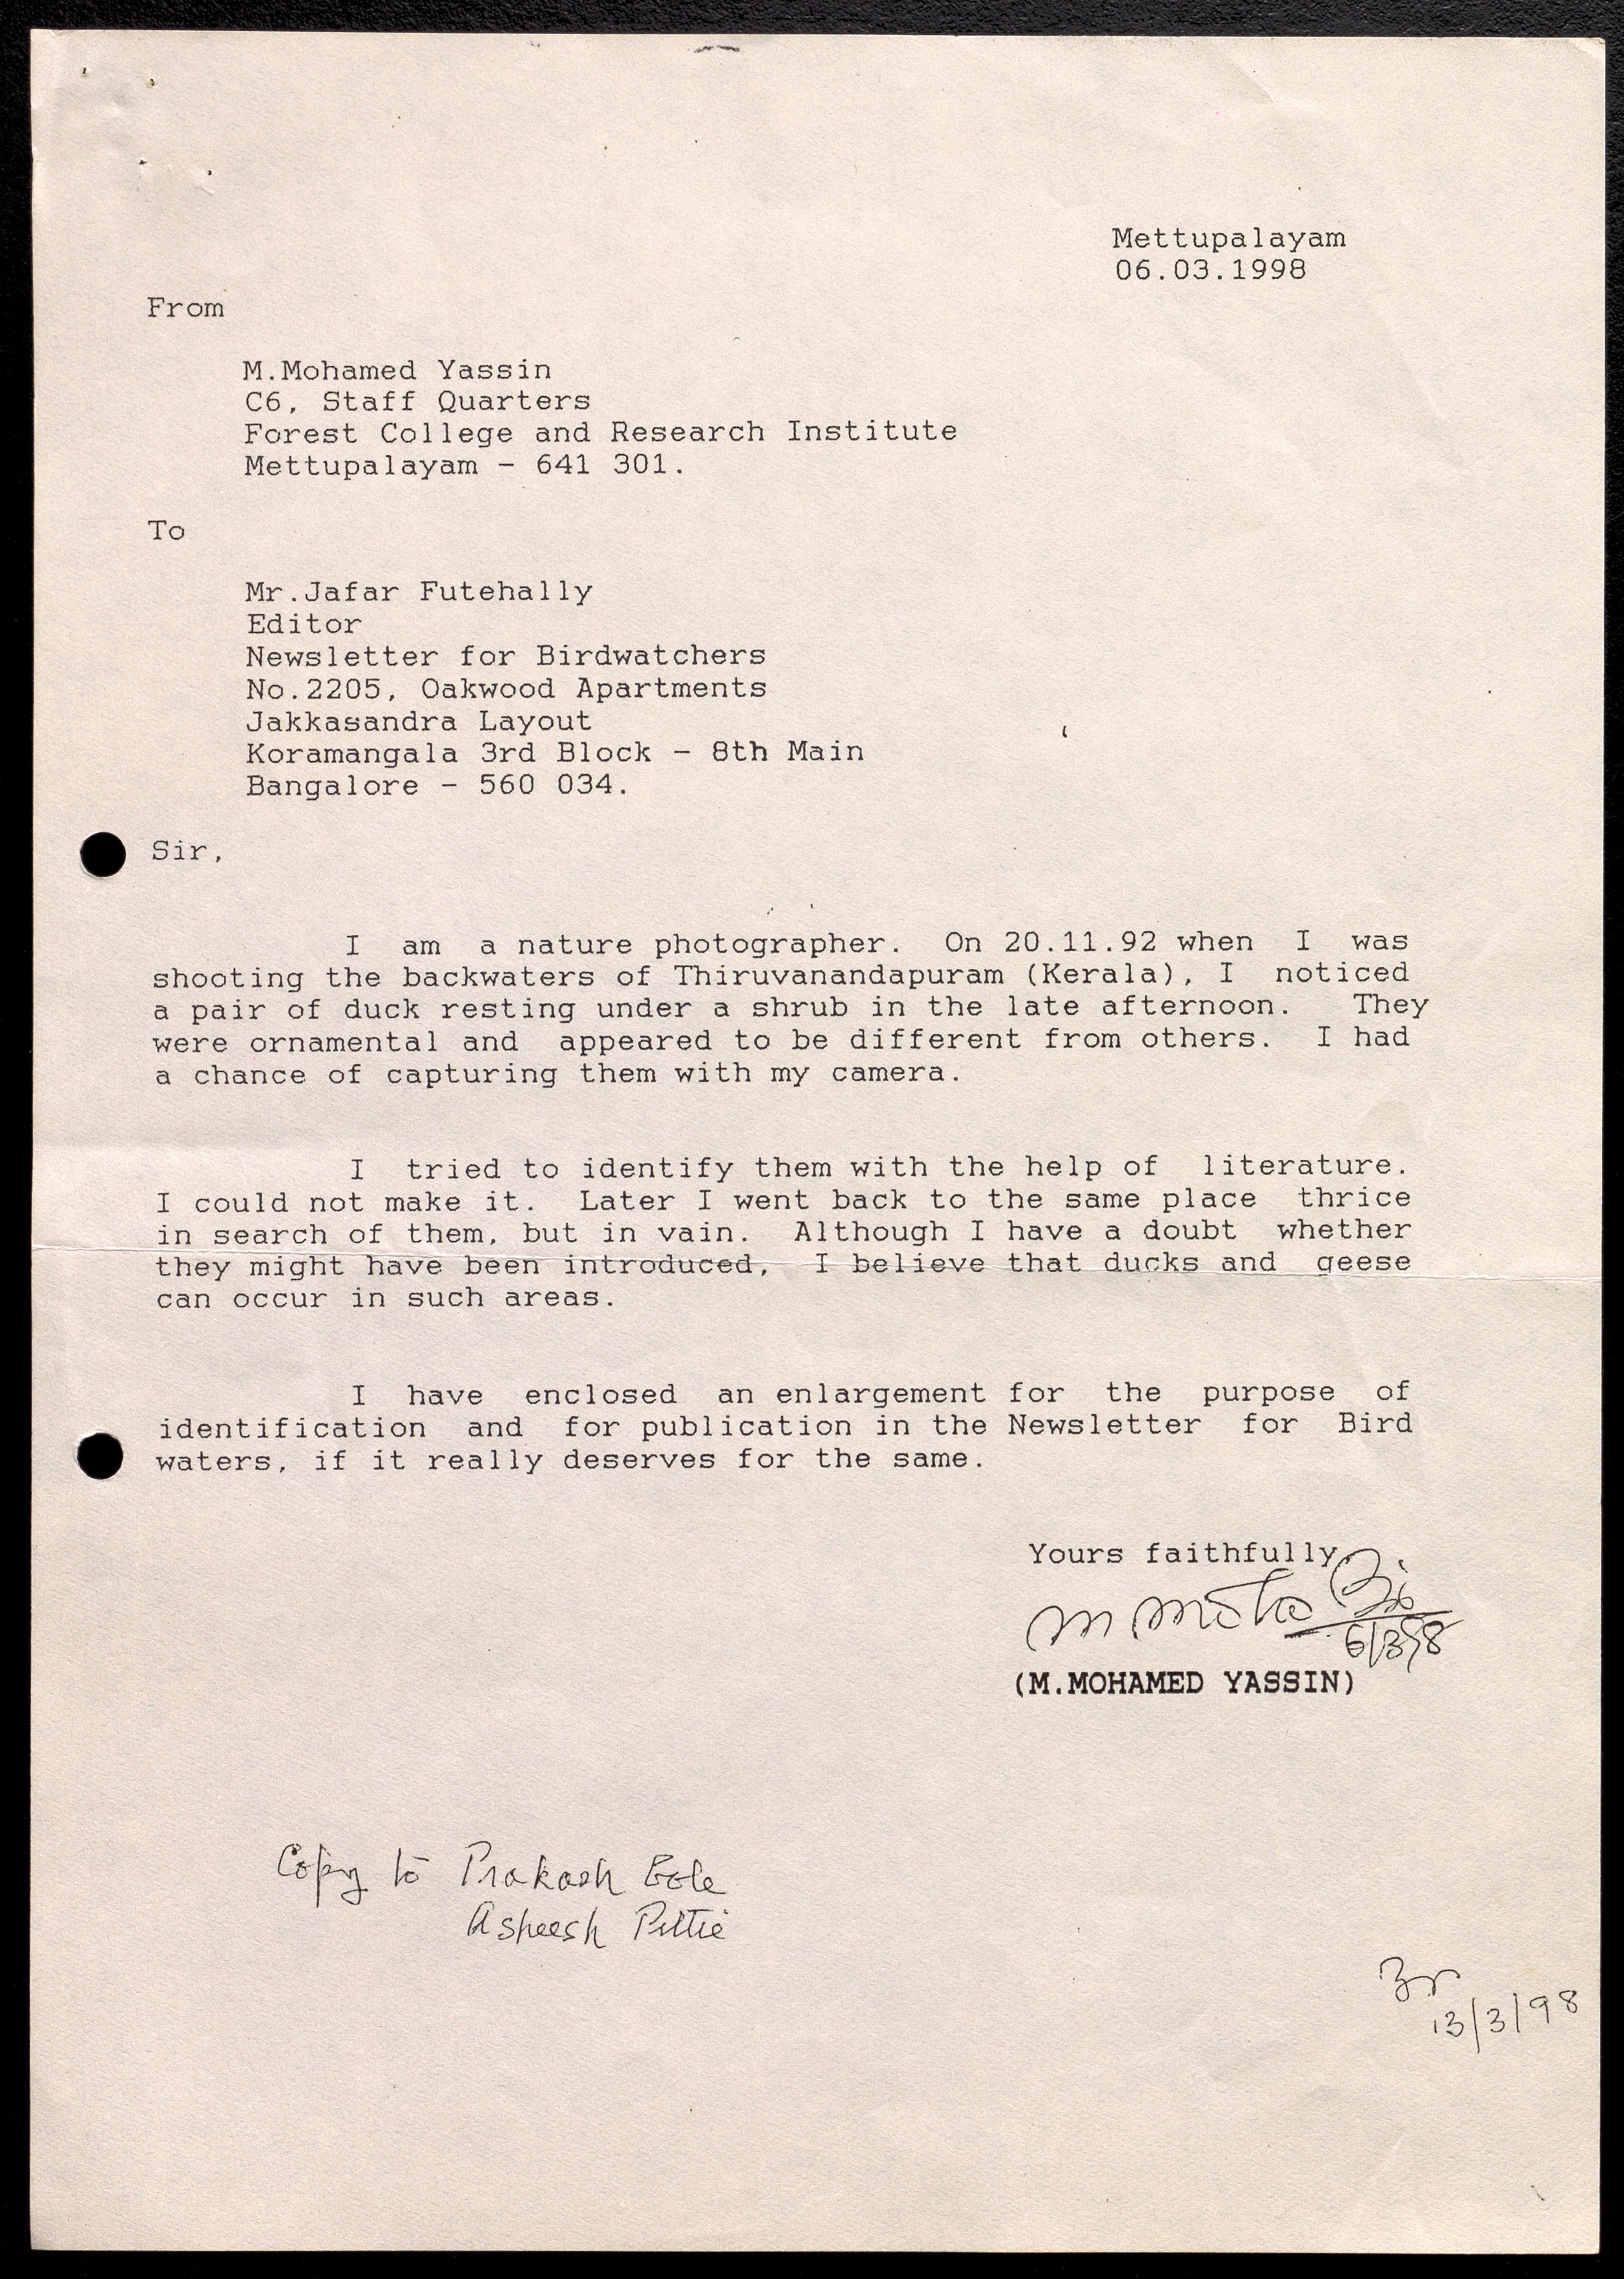 Mettupalayam
06.03.1998
From
M.Mohamed Yassin
C6, Staff Quarters
Forest College and Research Institute
Mettupalayam - 641 301.
To
Mr.Jafar Futehally
Editor
Newsletter for Birdwatchers
No.2205, Oakwood Apartments
Jakkasandra Layout
Koramangala 3rd Block - 8th Main
Bangalore - 560 034.
Sir,
I am a nature photographer. On 20.11.92 when I was
shooting the backwaters of Thiruvanandapuram (Kerala), I noticed
a pair of duck resting under a shrub in the late afternoon. They
were ornamental and appeared to be different from others. I had
a chance of capturing them with my camera.
I tried to identify them with the help of literature.
I could not make it. Later I went back to the same place thrice
in search of them, but in vain. Although I have a doubt whether
they might have been introduced, I believe that ducks and geese
can occur in such areas.
I have enclosed an enlargement for the purpose of
identification and for publication in the Newsletter for Bird
waters, if it really deserves for the same.
Yours faithfully,
6/3/98
(M.MOHAMED YASSIN)
Copy to Prakash Gole
Asheesh Pittie
13/3/98